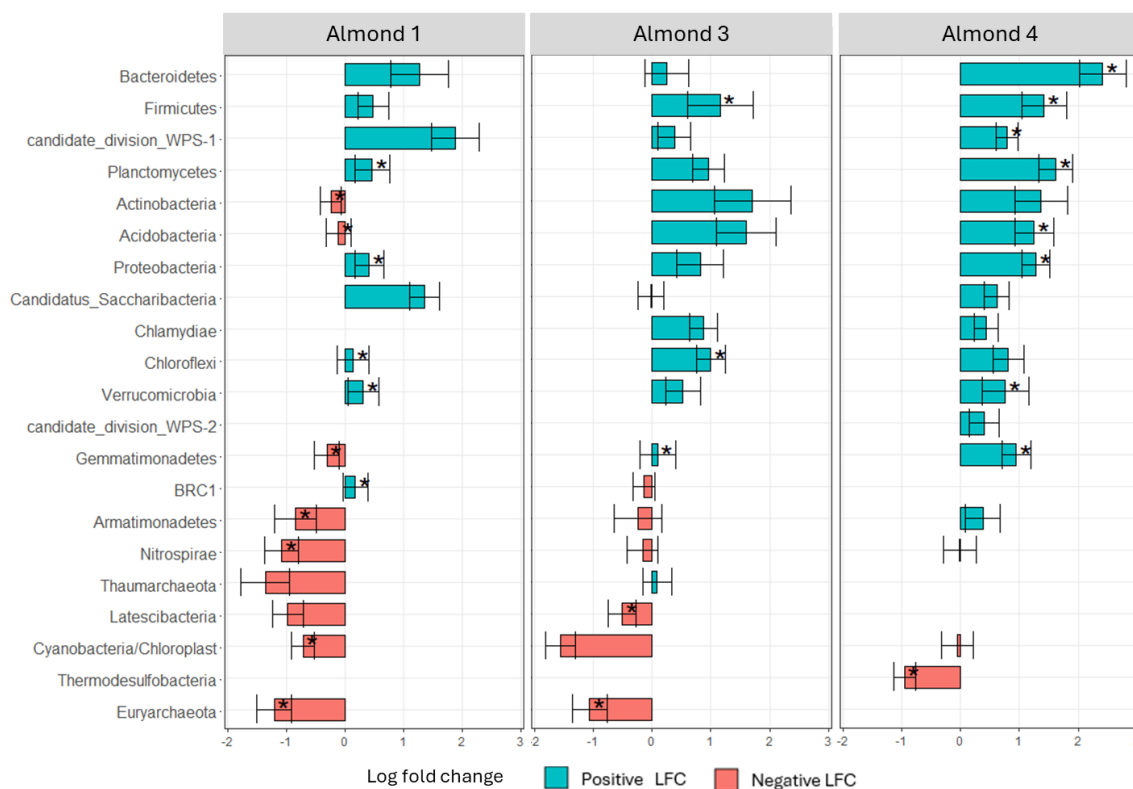 Almond 1 Almond 3 Almond 4
Bacteroidetes
* 
Firmicutes
* *
candidate_division_WPS-1
*
Planctomycetes
* *
Actinobacteria
*
Acidobacteria
* *
Proteobacteria
* *
Candidatus_Saccharibacteria
Chlamydiae
Chloroflexi
* *
Verrucomicrobia
* *
candidate_division_WPS-2
Gemmatimonadetes
* * *
BRC1
*
Armatimonadetes
*
Nitrospirae
*
Thaumarchaeota
Latescibacteria
*
Cyanobacteria/Chloroplast
*
Thermodesulfobacteria
*
Euryarchaeota
* *
-2 -1 0 1 2 3 -2 -1 0 1 2 3 -2 -1 0 1 2
Log fold change Positive LFC Negative LFC